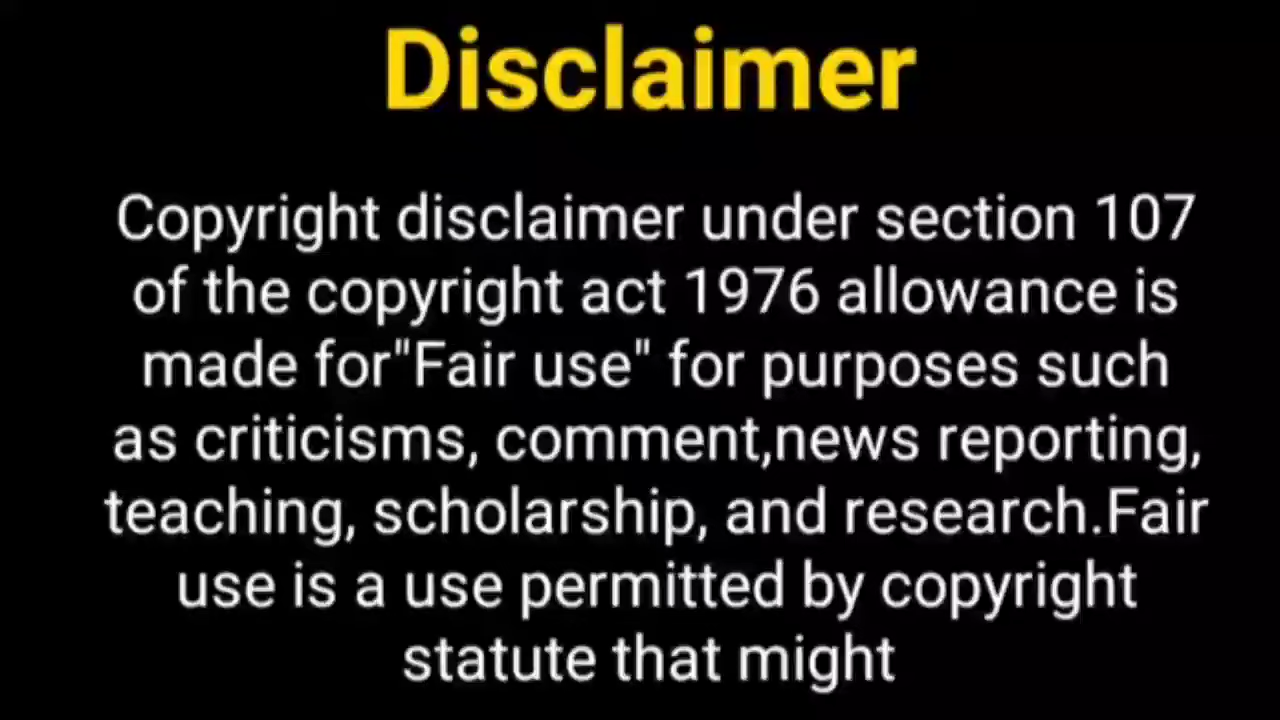 Disclaimer
Copyright disclaimer under section 107
of the copyright act 1976 allowance is
made for"Fair use" for purposes such
as criticisms, comment,news reporting,
teaching, scholarship, and research.Fair
use is a use permitted by copyright
statute that might